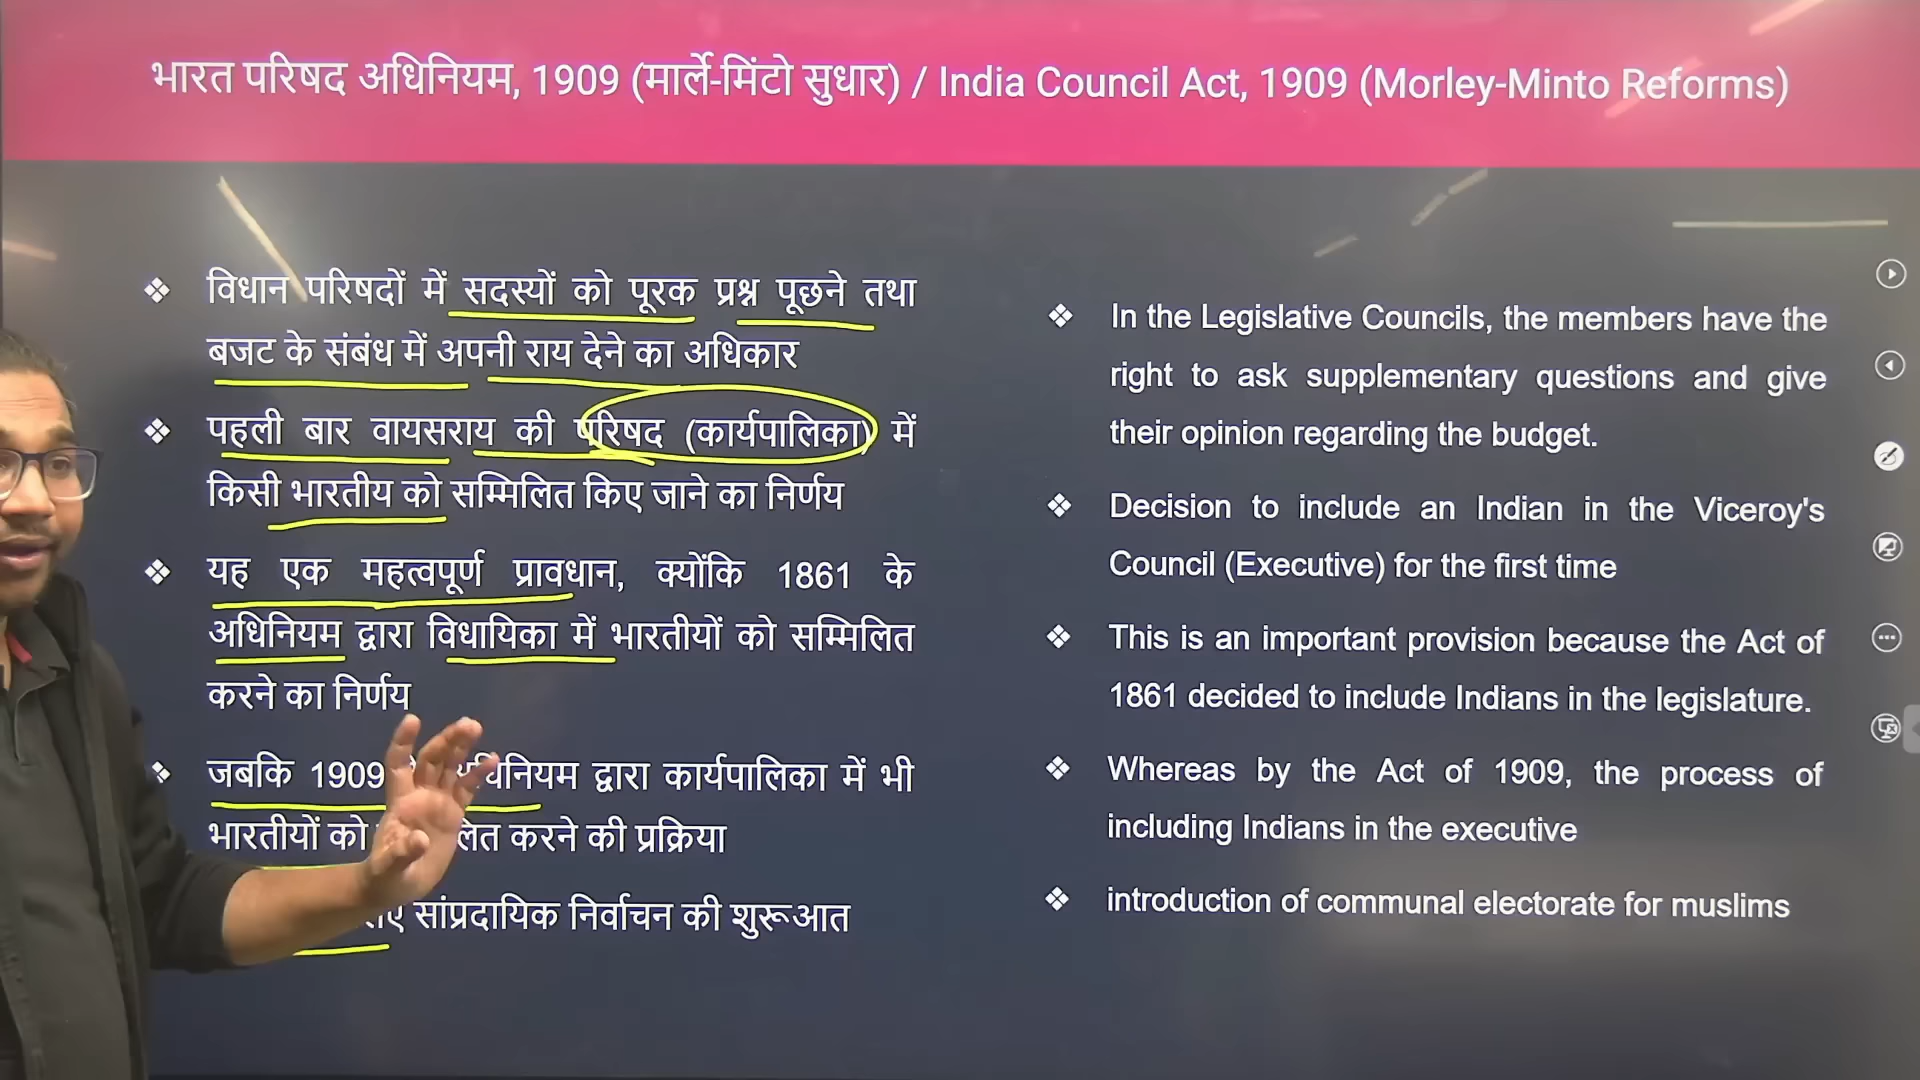 भारत परिषद अधिनियम, 1909 (मार्ले-मिंटो सुधार) / India Council Act, 1909 (Morley-Minto Reforms)
❖ विधान परिषदों में सदस्यों को पूरक प्रश्न पूछने तथा
बजट के संबंध में अपनी राय देने का अधिकार
❖ पहली बार वायसराय की परिषद (कार्यपालिका) में
किसी भारतीय को सम्मिलित किए जाने का निर्णय
❖ यह एक महत्वपूर्ण प्रावधान, क्योंकि 1861 के
अधिनियम द्वारा विधायिका में भारतीयों को सम्मिलित
करने का निर्णय
❖ जबकि 1909 द्वारा कार्यपालिका में भी
भारतीयों को करने की प्रक्रिया
सांप्रदायिक निर्वाचन की शुरूआत
❖ In the Legislative Councils, the members have the
right to ask supplementary questions and give
their opinion regarding the budget.
❖ Decision to include an Indian in the Viceroy's
Council (Executive) for the first time
❖ This is an important provision because the Act of
1861 decided to include Indians in the legislature.
❖ Whereas by the Act of 1909, the process of
including Indians in the executive
❖ introduction of communal electorate for muslims